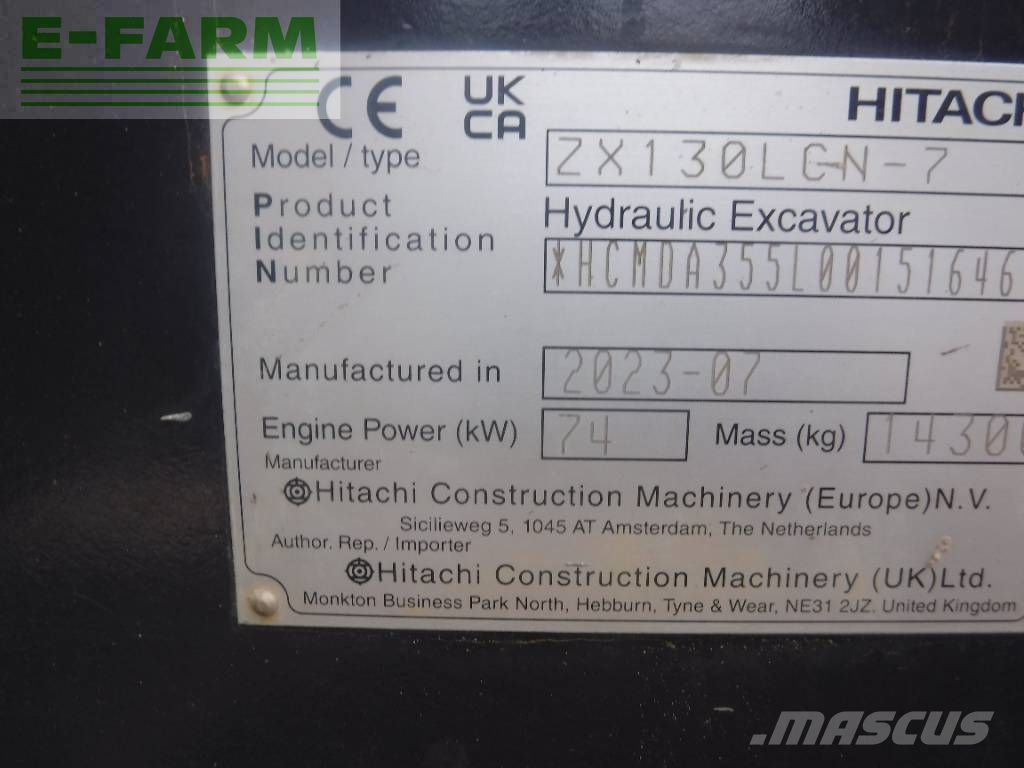 E-FARM
CE UK CA HITACH
Model / type ZX130LCN-7
Product Hydraulic Excavator
Identification
Number *HCMDA355L00151646
Manufactured in 2023-07
Engine Power (kW) 74 Mass (kg) 1430
Manufacturer
Hitachi Construction Machinery (Europe)N.V.
Sicilieweg 5, 1045 AT Amsterdam, The Netherlands
Author. Rep. / Importer
Hitachi Construction Machinery (UK)Ltd.
Monkton Business Park North, Hebburn, Tyne & Wear, NE31 2JZ. United Kingdom
MASCUS